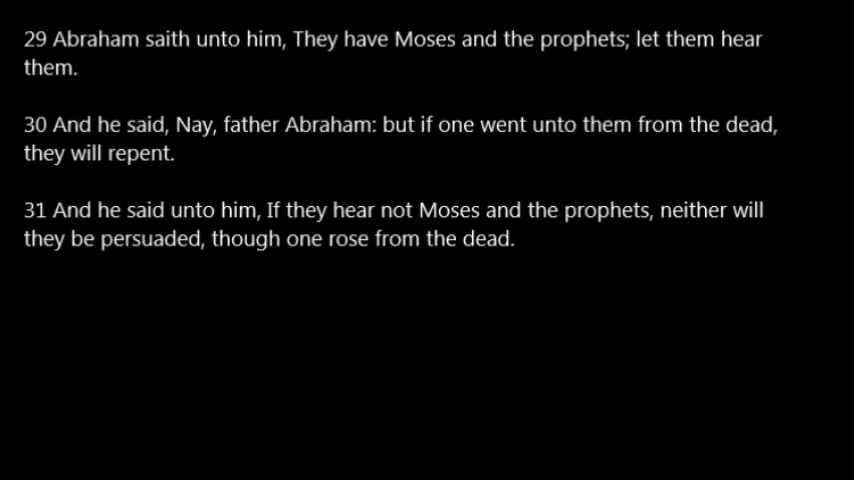 29 Abraham saith unto him, They have Moses and the prophets; let them hear
them.
30 And he said, Nay, father Abraham: but if one went unto them from the dead,
they will repent.
31 And he said unto him, If they hear not Moses and the prophets, neither will
they be persuaded, though one rose from the dead.